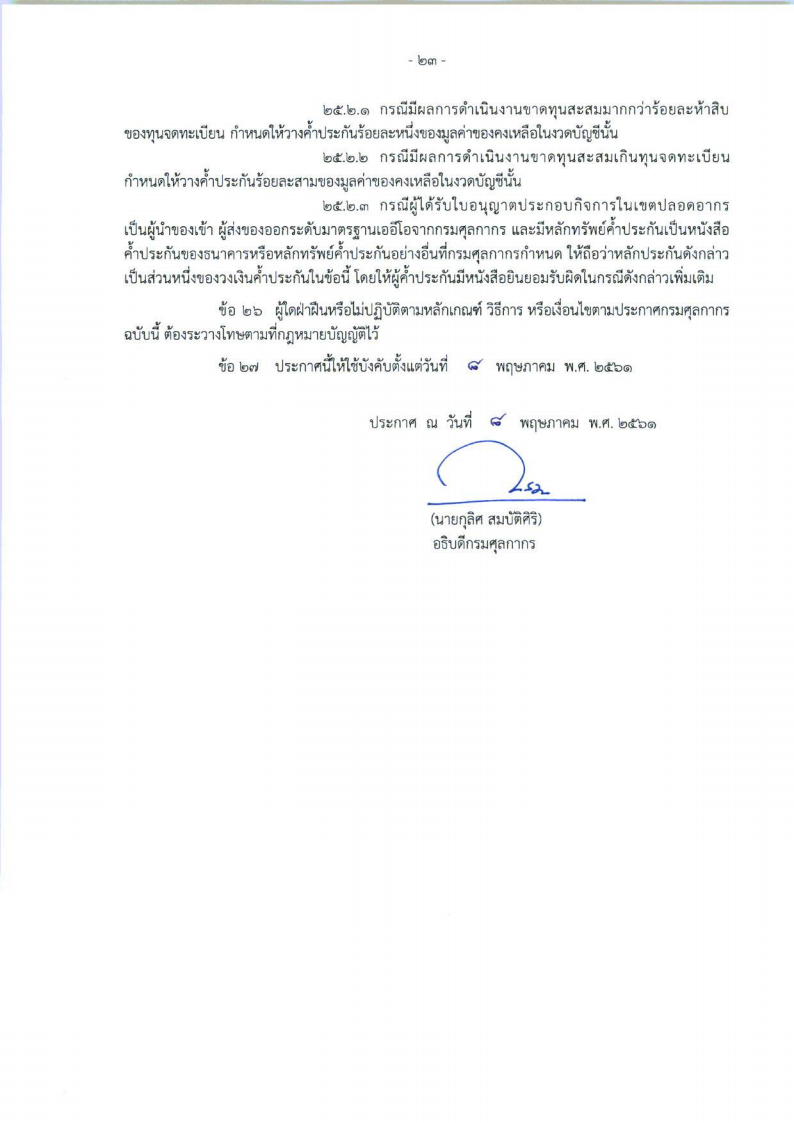 - ๒๓ -
๒๕.๒.๑ กรณีมีผลการดำเนินงานขาดทุนสะสมมากกว่าร้อยละห้าสิบ
ของทุนจดทะเบียน กำหนดให้วางค้ำประกันร้อยละหนึ่งของมูลค่าของคงเหลือในงวดบัญชีนั้น
๒๕.๒.๒ กรณีมีผลการดำเนินงานขาดทุนสะสมเกินทุนจดทะเบียน
กำหนดให้วางค้ำประกันร้อยละสามของมูลค่าของคงเหลือในงวดบัญชีนั้น
๒๕.๒.๓ กรณีผู้ได้รับใบอนุญาตประกอบกิจการในเขตปลอดอากร
เป็นผู้นำของเข้า ผู้ส่งของออกระดับมาตรฐานเออีโอจากกรมศุลกากร และมีหลักทรัพย์ค้ำประกันเป็นหนังสือ
ค้ำประกันของธนาคารหรือหลักทรัพย์ค้ำประกันอย่างอื่นที่กรมศุลกากรกำหนด ให้ถือว่าหลักประกันดังกล่าว
เป็นส่วนหนึ่งของวงเงินค้ำประกันในข้อนี้ โดยให้ผู้ค้ำประกันมีหนังสือยินยอมรับผิดในกรณีดังกล่าวเพิ่มเติม
ข้อ ๒๖ ผู้ใดฝ่าฝืนหรือไม่ปฏิบัติตามหลักเกณฑ์ วิธีการ หรือเงื่อนไขตามประกาศกรมศุลกากร
ฉบับนี้ ต้องระวางโทษตามที่กฎหมายบัญญัติไว้
ข้อ ๒๗ ประกาศนี้ให้ใช้บังคับตั้งแต่วันที่ ๘ พฤษภาคม พ.ศ. ๒๕๖๑
ประกาศ ณ วันที่ ๘ พฤษภาคม พ.ศ. ๒๕๖๑
(นายกุลิศ สมบัติศิริ)
อธิบดีกรมศุลกากร